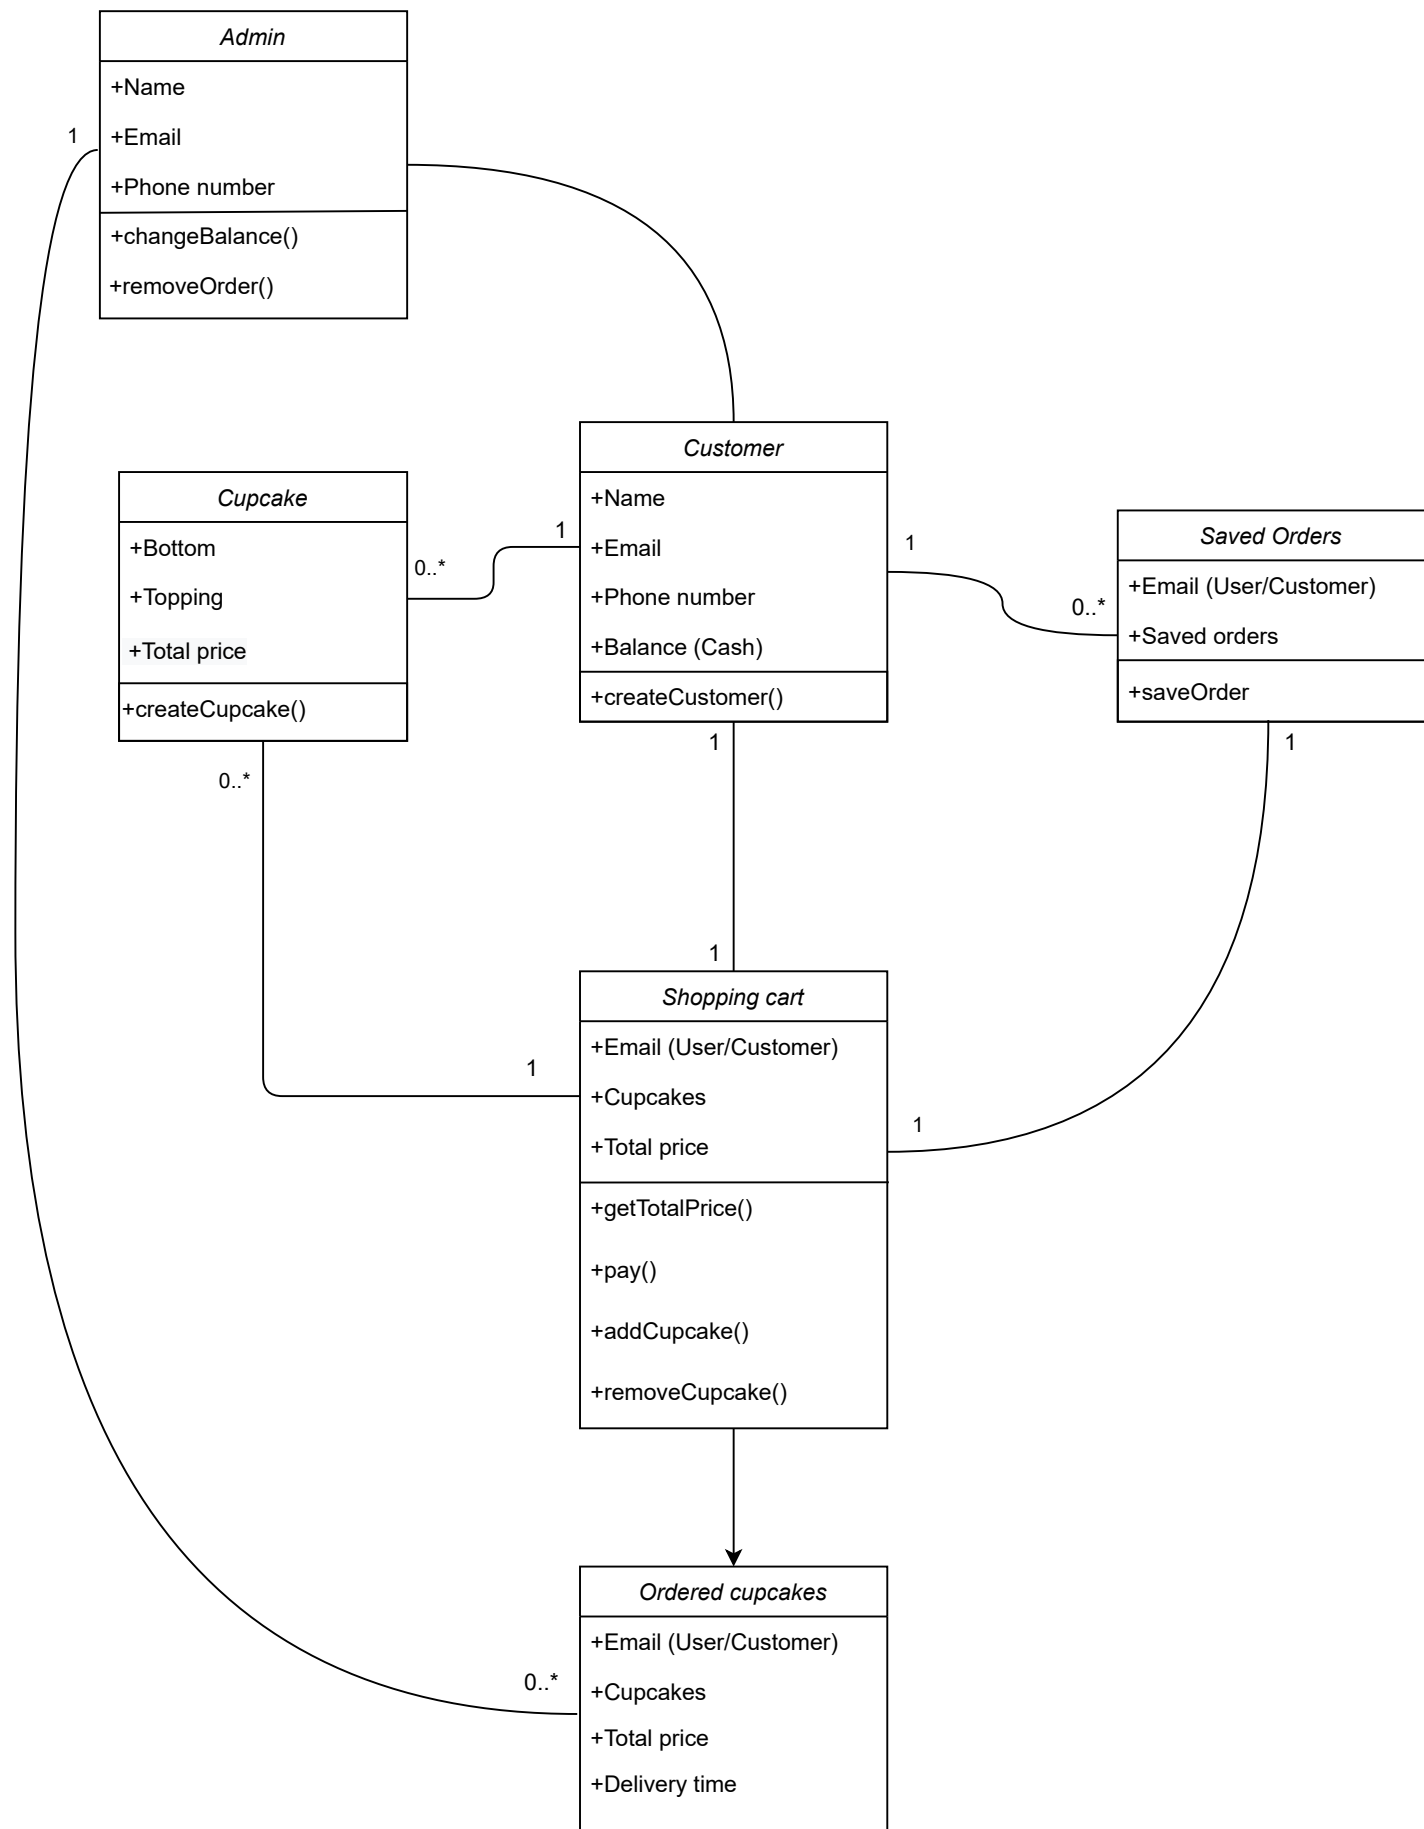 Admin
+Name
+Email
+Phone number
+changeBalance()
+removeOrder()
1
Customer
+Name
+Email
+Phone number
+Balance (Cash)
+createCustomer()
Cupcake
+Bottom
+Topping
+Total price
+createCupcake()
0..*
1
1
0..*
Saved Orders
+Email (User/Customer)
+Saved orders
+saveOrder
1
1
0..*
1
1
1
Shopping cart
+Email (User/Customer)
+Cupcakes
+Total price
+getTotalPrice()
+pay()
+addCupcake()
+removeCupcake()
Ordered cupcakes
+Email (User/Customer)
+Cupcakes
+Total price
+Delivery time
0..*